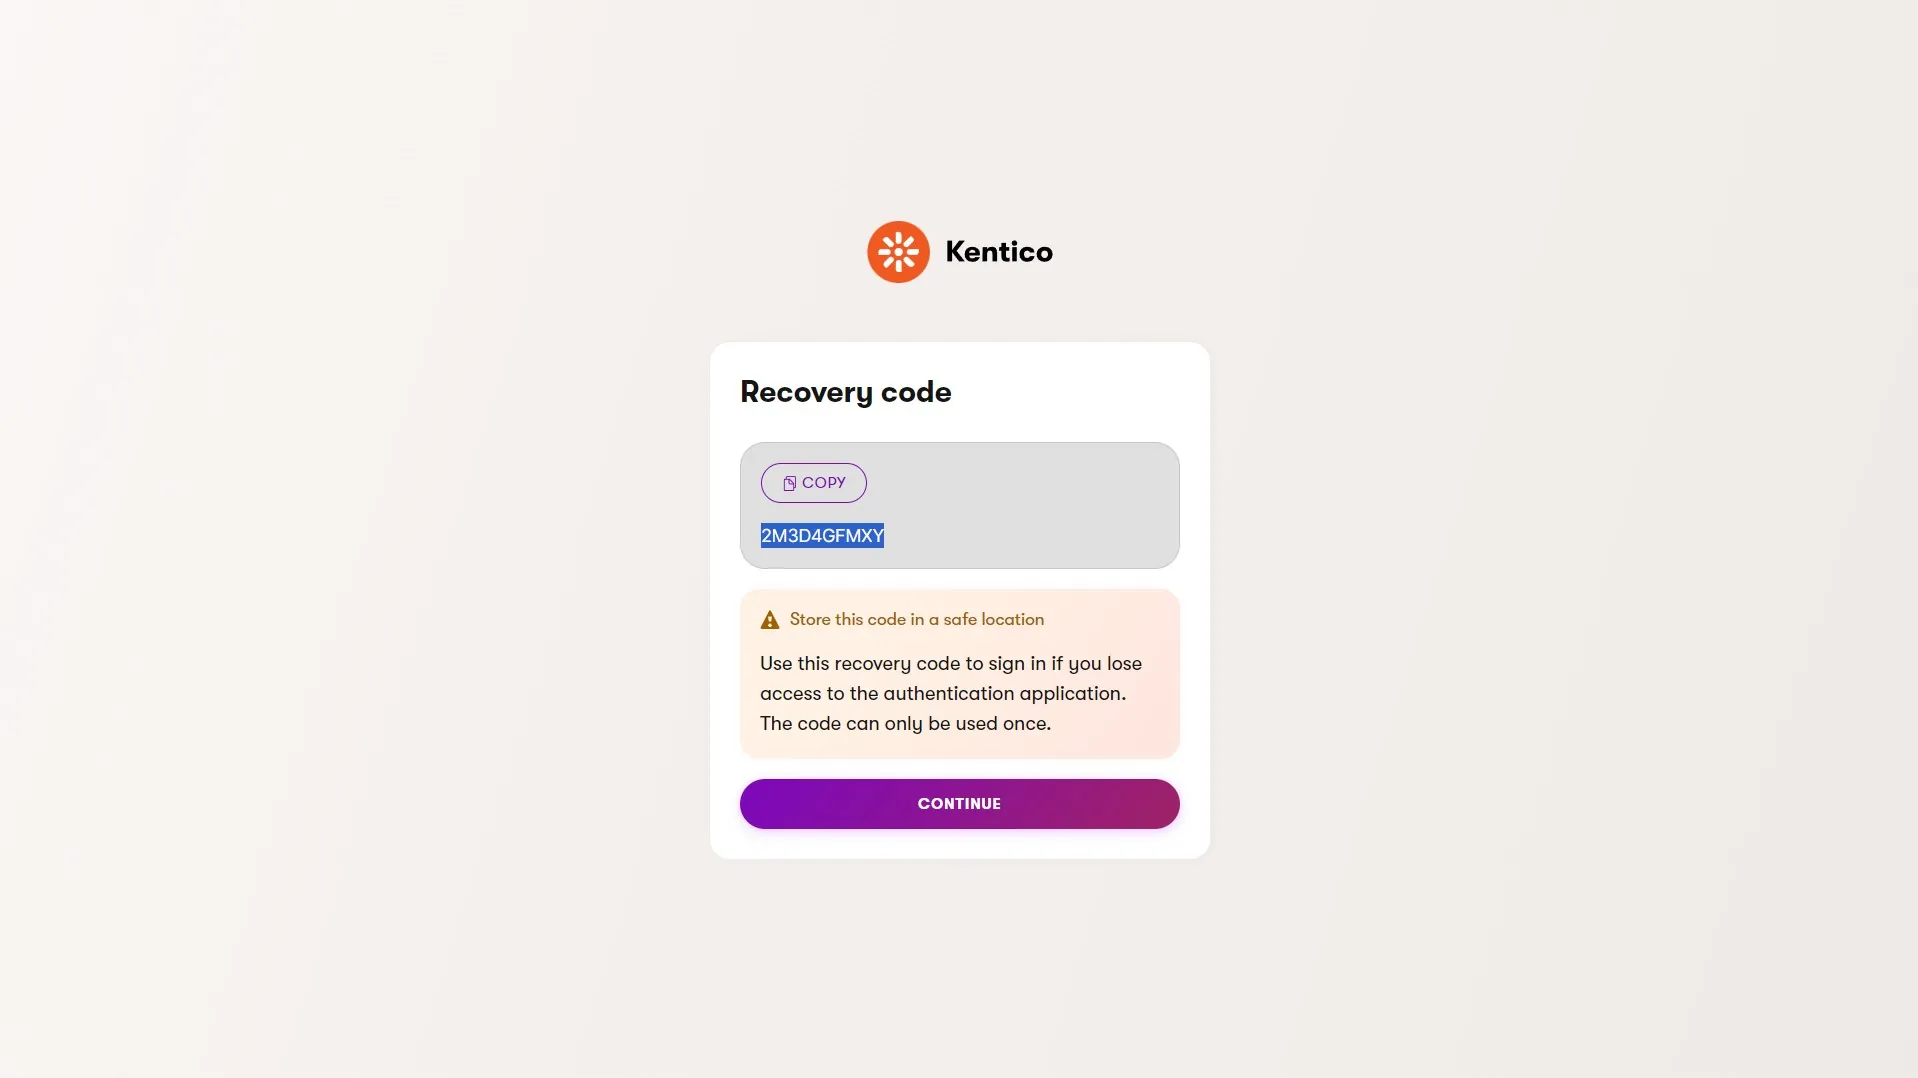 Kentico
Recovery code
COPY
2M3D4GFMXY
Store this code in a safe location
Use this recovery code to sign in if you lose
access to the authentication application.
The code can only be used once.
CONTINUE